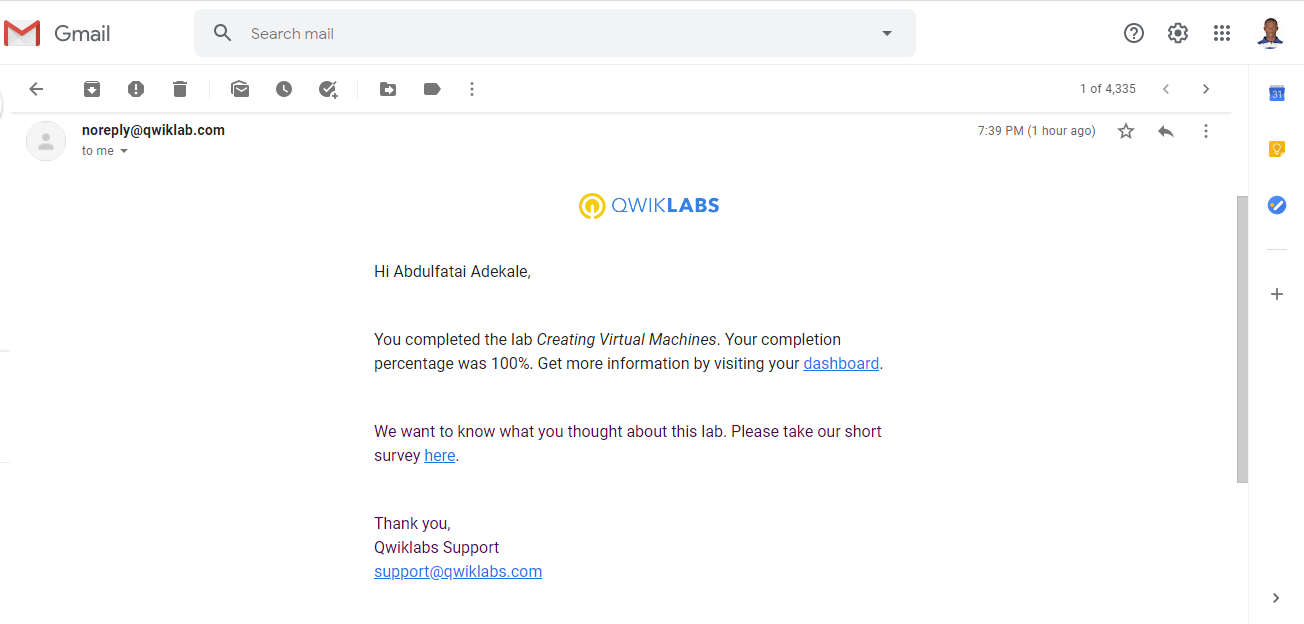 Gmail
Search mail
1 of 4,335
31
noreply@qwiklab.com
7:39 PM (1 hour ago)
to me
QWIKLABS
Hi Abdulfatai Adekale,
You completed the lab Creating Virtual Machines. Your completion
percentage was 100%. Get more information by visiting your dashboard.
We want to know what you thought about this lab. Please take our short
survey here.
Thank you,
Qwiklabs Support
support@qwiklabs.com